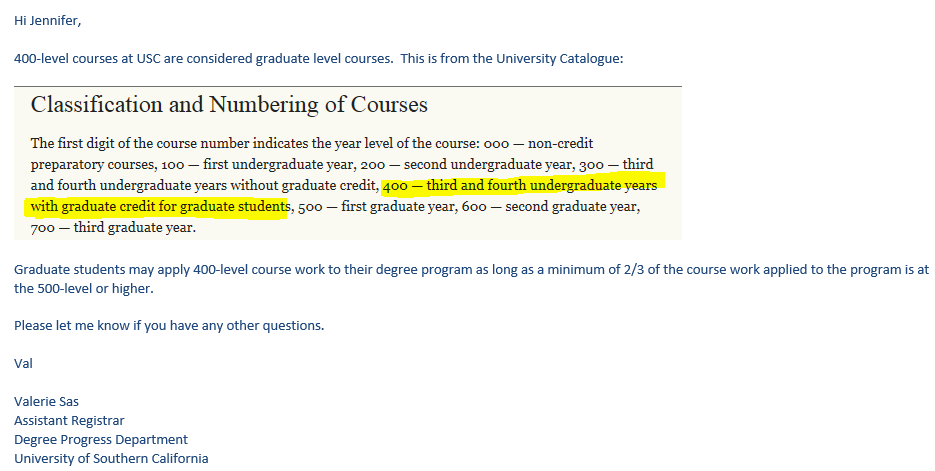 Hi Jennifer,
400-level courses at USC are considered graduate level courses.  This is from the University Catalogue:
Classification and Numbering of Courses
The first digit of the course number indicates the year level of the course: 000 — non-credit
preparatory courses, 100 — first undergraduate year, 200 — second undergraduate year, 300 — third
and fourth undergraduate years without graduate credit, 400 — third and fourth undergraduate years
with graduate credit for graduate students, 500 — first graduate year, 600 — second graduate year,
700 — third graduate year.
Graduate students may apply 400-level course work to their degree program as long as a minimum of 2/3 of the course work applied to the program is at
the 500-level or higher.
Please let me know if you have any other questions.
Val
Valerie Sas
Assistant Registrar
Degree Progress Department
University of Southern California